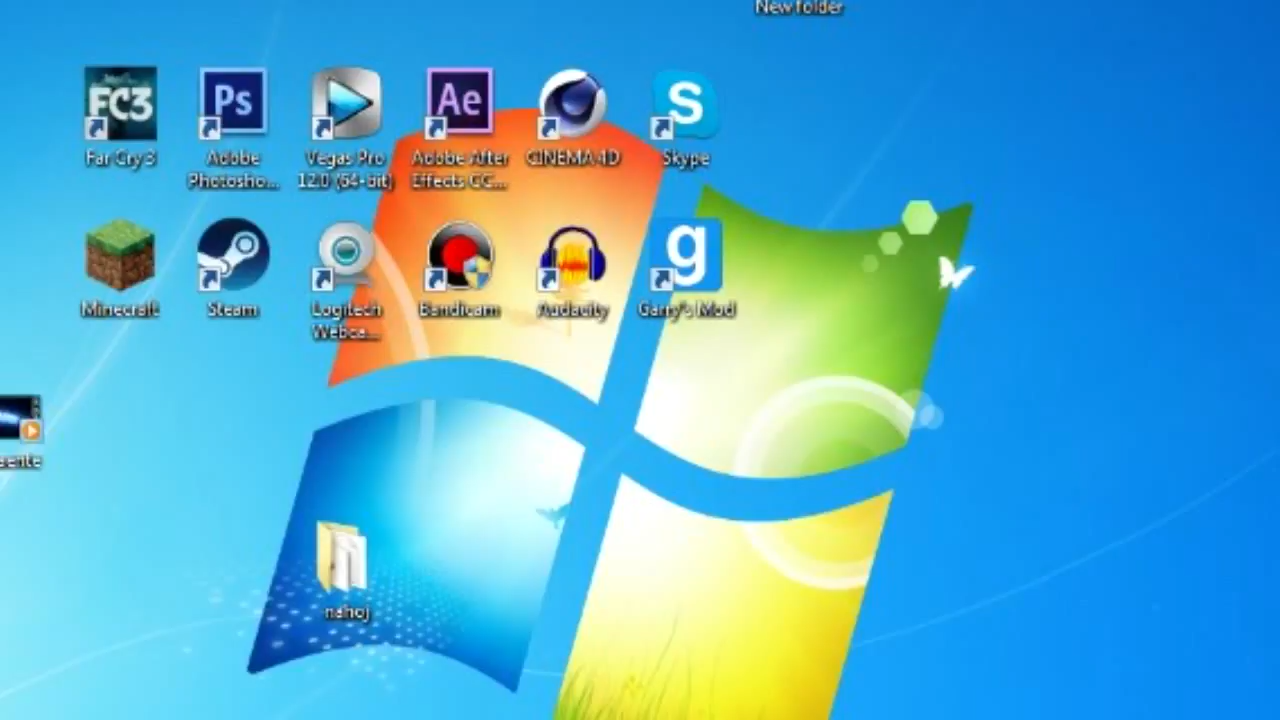 New folder
FC3
Ps
Ae
S
Far Cry 3
Adobe
Photosho...
Vegas Pro
12.0 (64-bit)
Adobe After
Effects CC...
CINEMA 4D
Skype
g
Minecraft
Steam
Logitech
Webca...
Bandicam
Audacity
Garry's Mod
nahoj